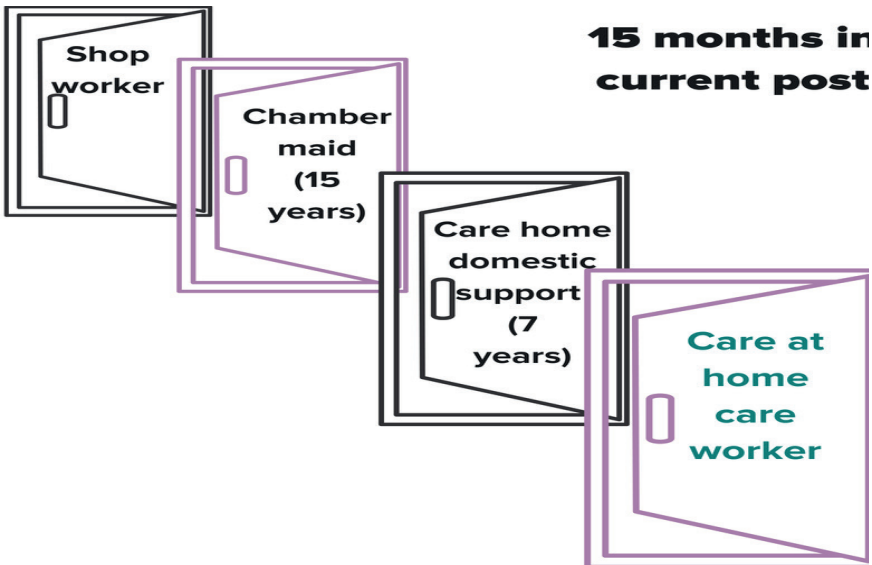 Shop
worker
15 months in
current post
Chamber
maid
(15
years)
Care home
domestic
support
(7
years)
Care at
home
care
worker